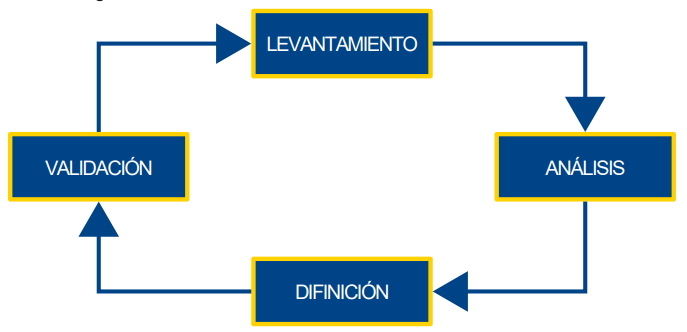 LEVANTAMIENTO
VALIDACIÓN
ANÁLISIS
DIFINICIÓN